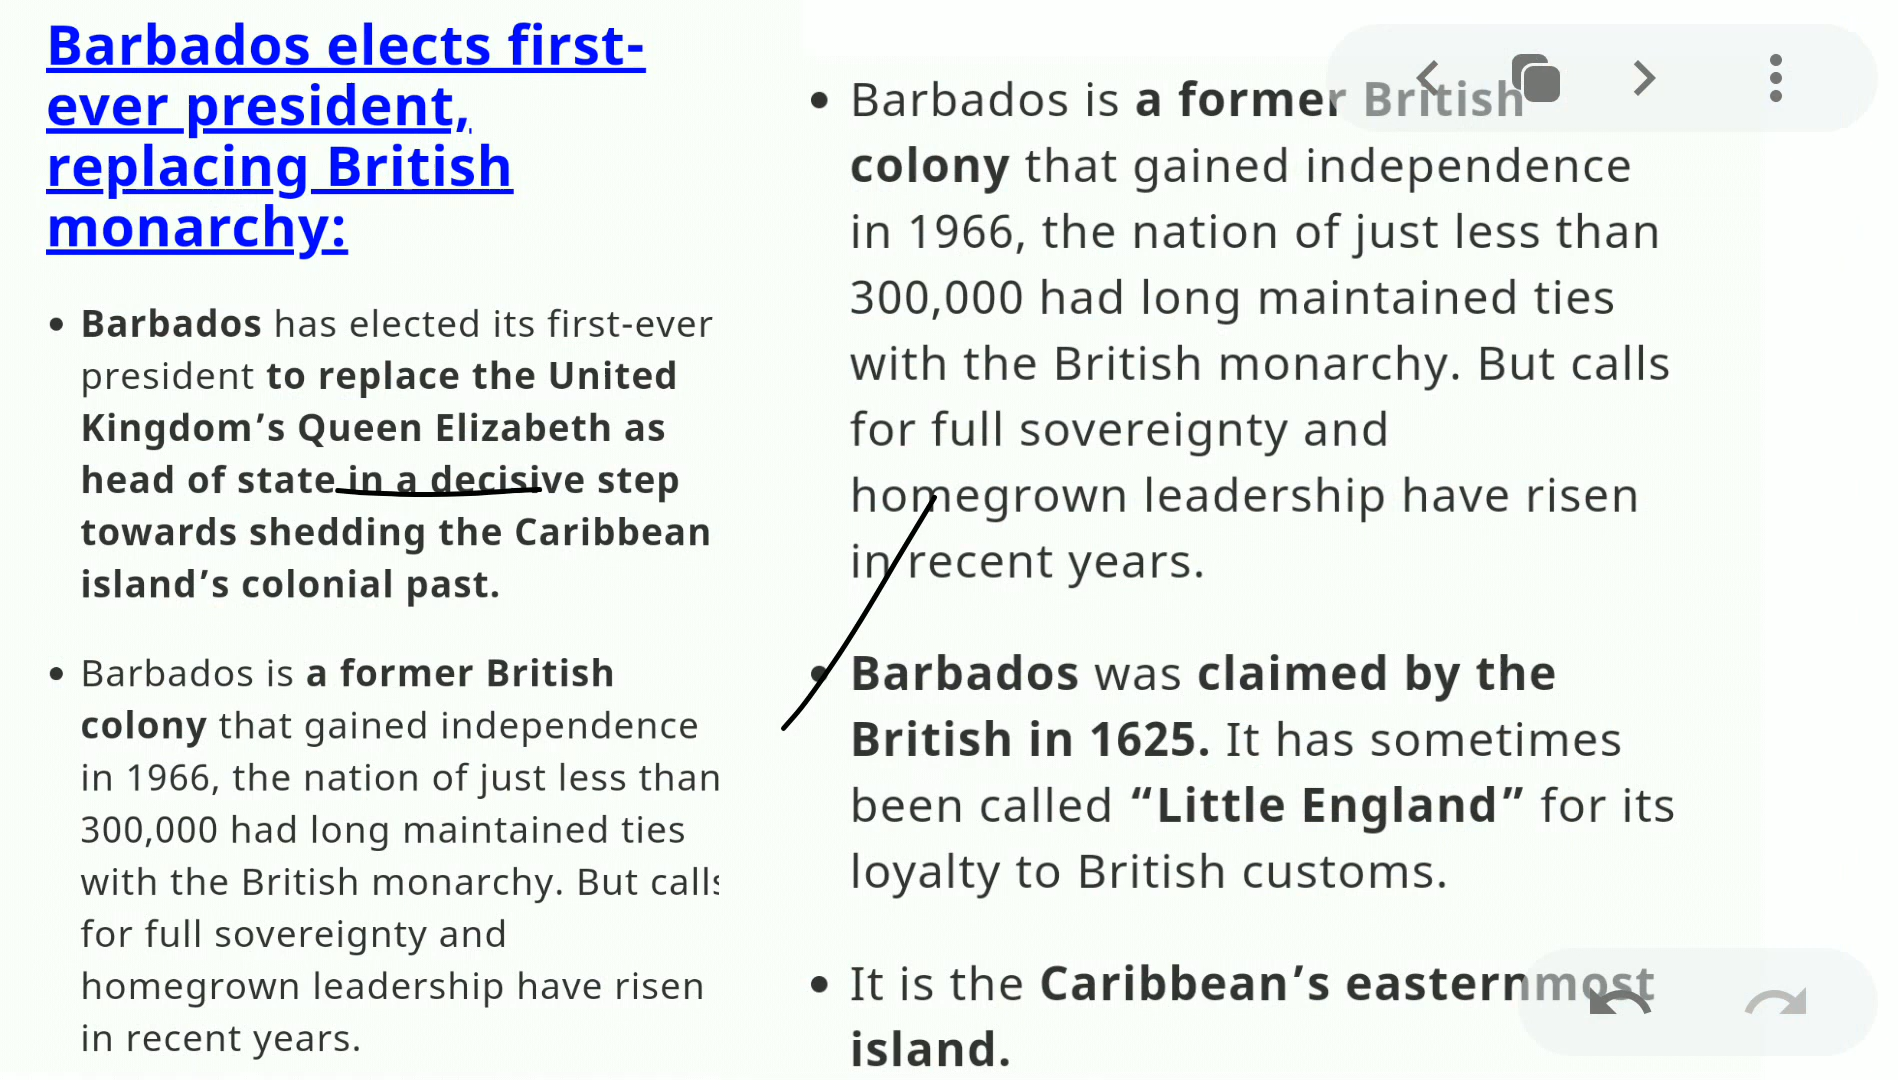 Barbados elects first-
ever president,
replacing British
monarchy:
Barbados has elected its first-ever
president to replace the United
Kingdom’s Queen Elizabeth as
head of state in a decisive step
towards shedding the Caribbean
island’s colonial past.
Barbados is a former British
colony that gained independence
in 1966, the nation of just less than
300,000 had long maintained ties
with the British monarchy. But calls
for full sovereignty and
homegrown leadership have risen
in recent years.
Barbados is a former British
colony that gained independence
in 1966, the nation of just less than
300,000 had long maintained ties
with the British monarchy. But calls
for full sovereignty and
homegrown leadership have risen
in recent years.
Barbados was claimed by the
British in 1625. It has sometimes
been called “Little England” for its
loyalty to British customs.
It is the Caribbean’s easternmost
island.